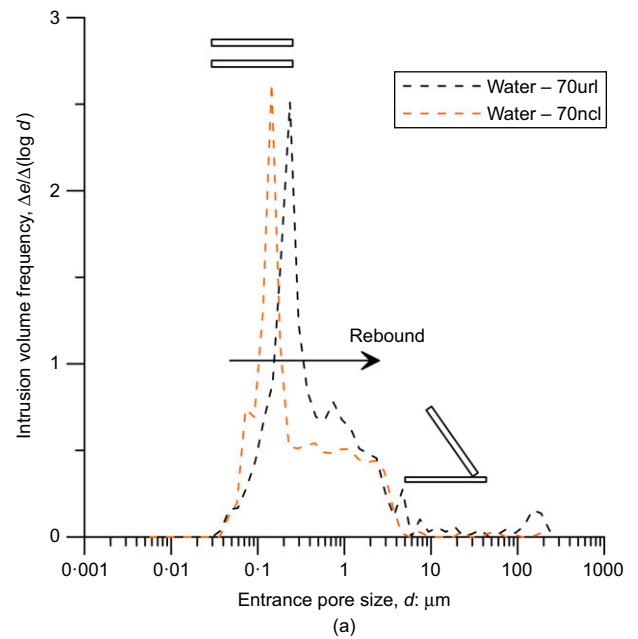 3
2
1
0
Intrusion volume frequency, Δe/Δ(log d)
Water – 70url
Water – 70ncl
Rebound
0·001
0·01
0·1
1
10
100
1000
Entrance pore size, d: μm
(a)